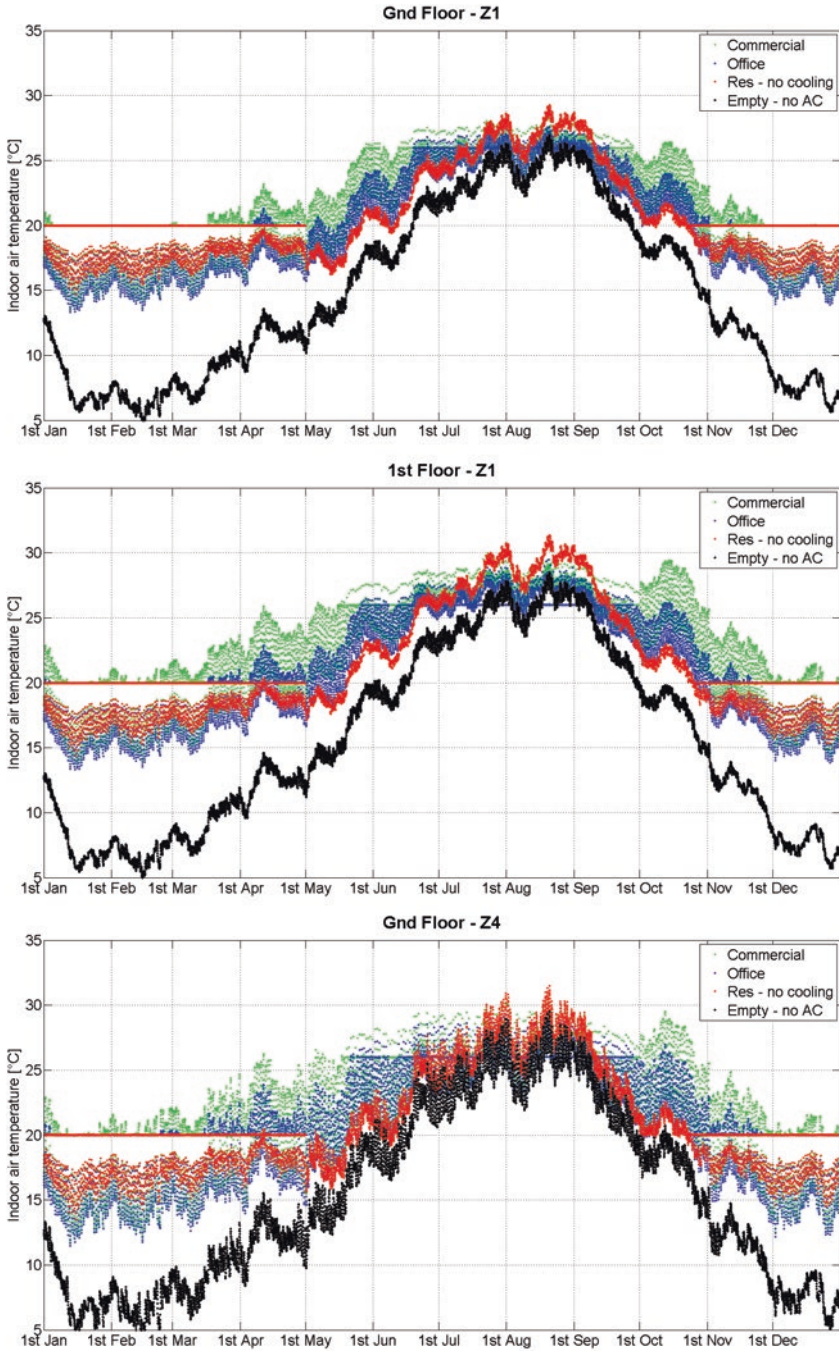 Gnd Floor - Z1
35
30
25
20
15
10
5
Indoor air temperature [°C]
Commercial
Office
Res - no cooling
Empty - no AC
1st Jan 1st Feb 1st Mar 1st Apr 1st May 1st Jun 1st Jul 1st Aug 1st Sep 1st Oct 1st Nov 1st Dec
1st Floor - Z1
35
30
25
20
15
10
5
Indoor air temperature [°C]
Commercial
Office
Res - no cooling
Empty - no AC
1st Jan 1st Feb 1st Mar 1st Apr 1st May 1st Jun 1st Jul 1st Aug 1st Sep 1st Oct 1st Nov 1st Dec
Gnd Floor - Z4
35
30
25
20
15
10
5
Indoor air temperature [°C]
Commercial
Office
Res - no cooling
Empty - no AC
1st Jan 1st Feb 1st Mar 1st Apr 1st May 1st Jun 1st Jul 1st Aug 1st Sep 1st Oct 1st Nov 1st Dec